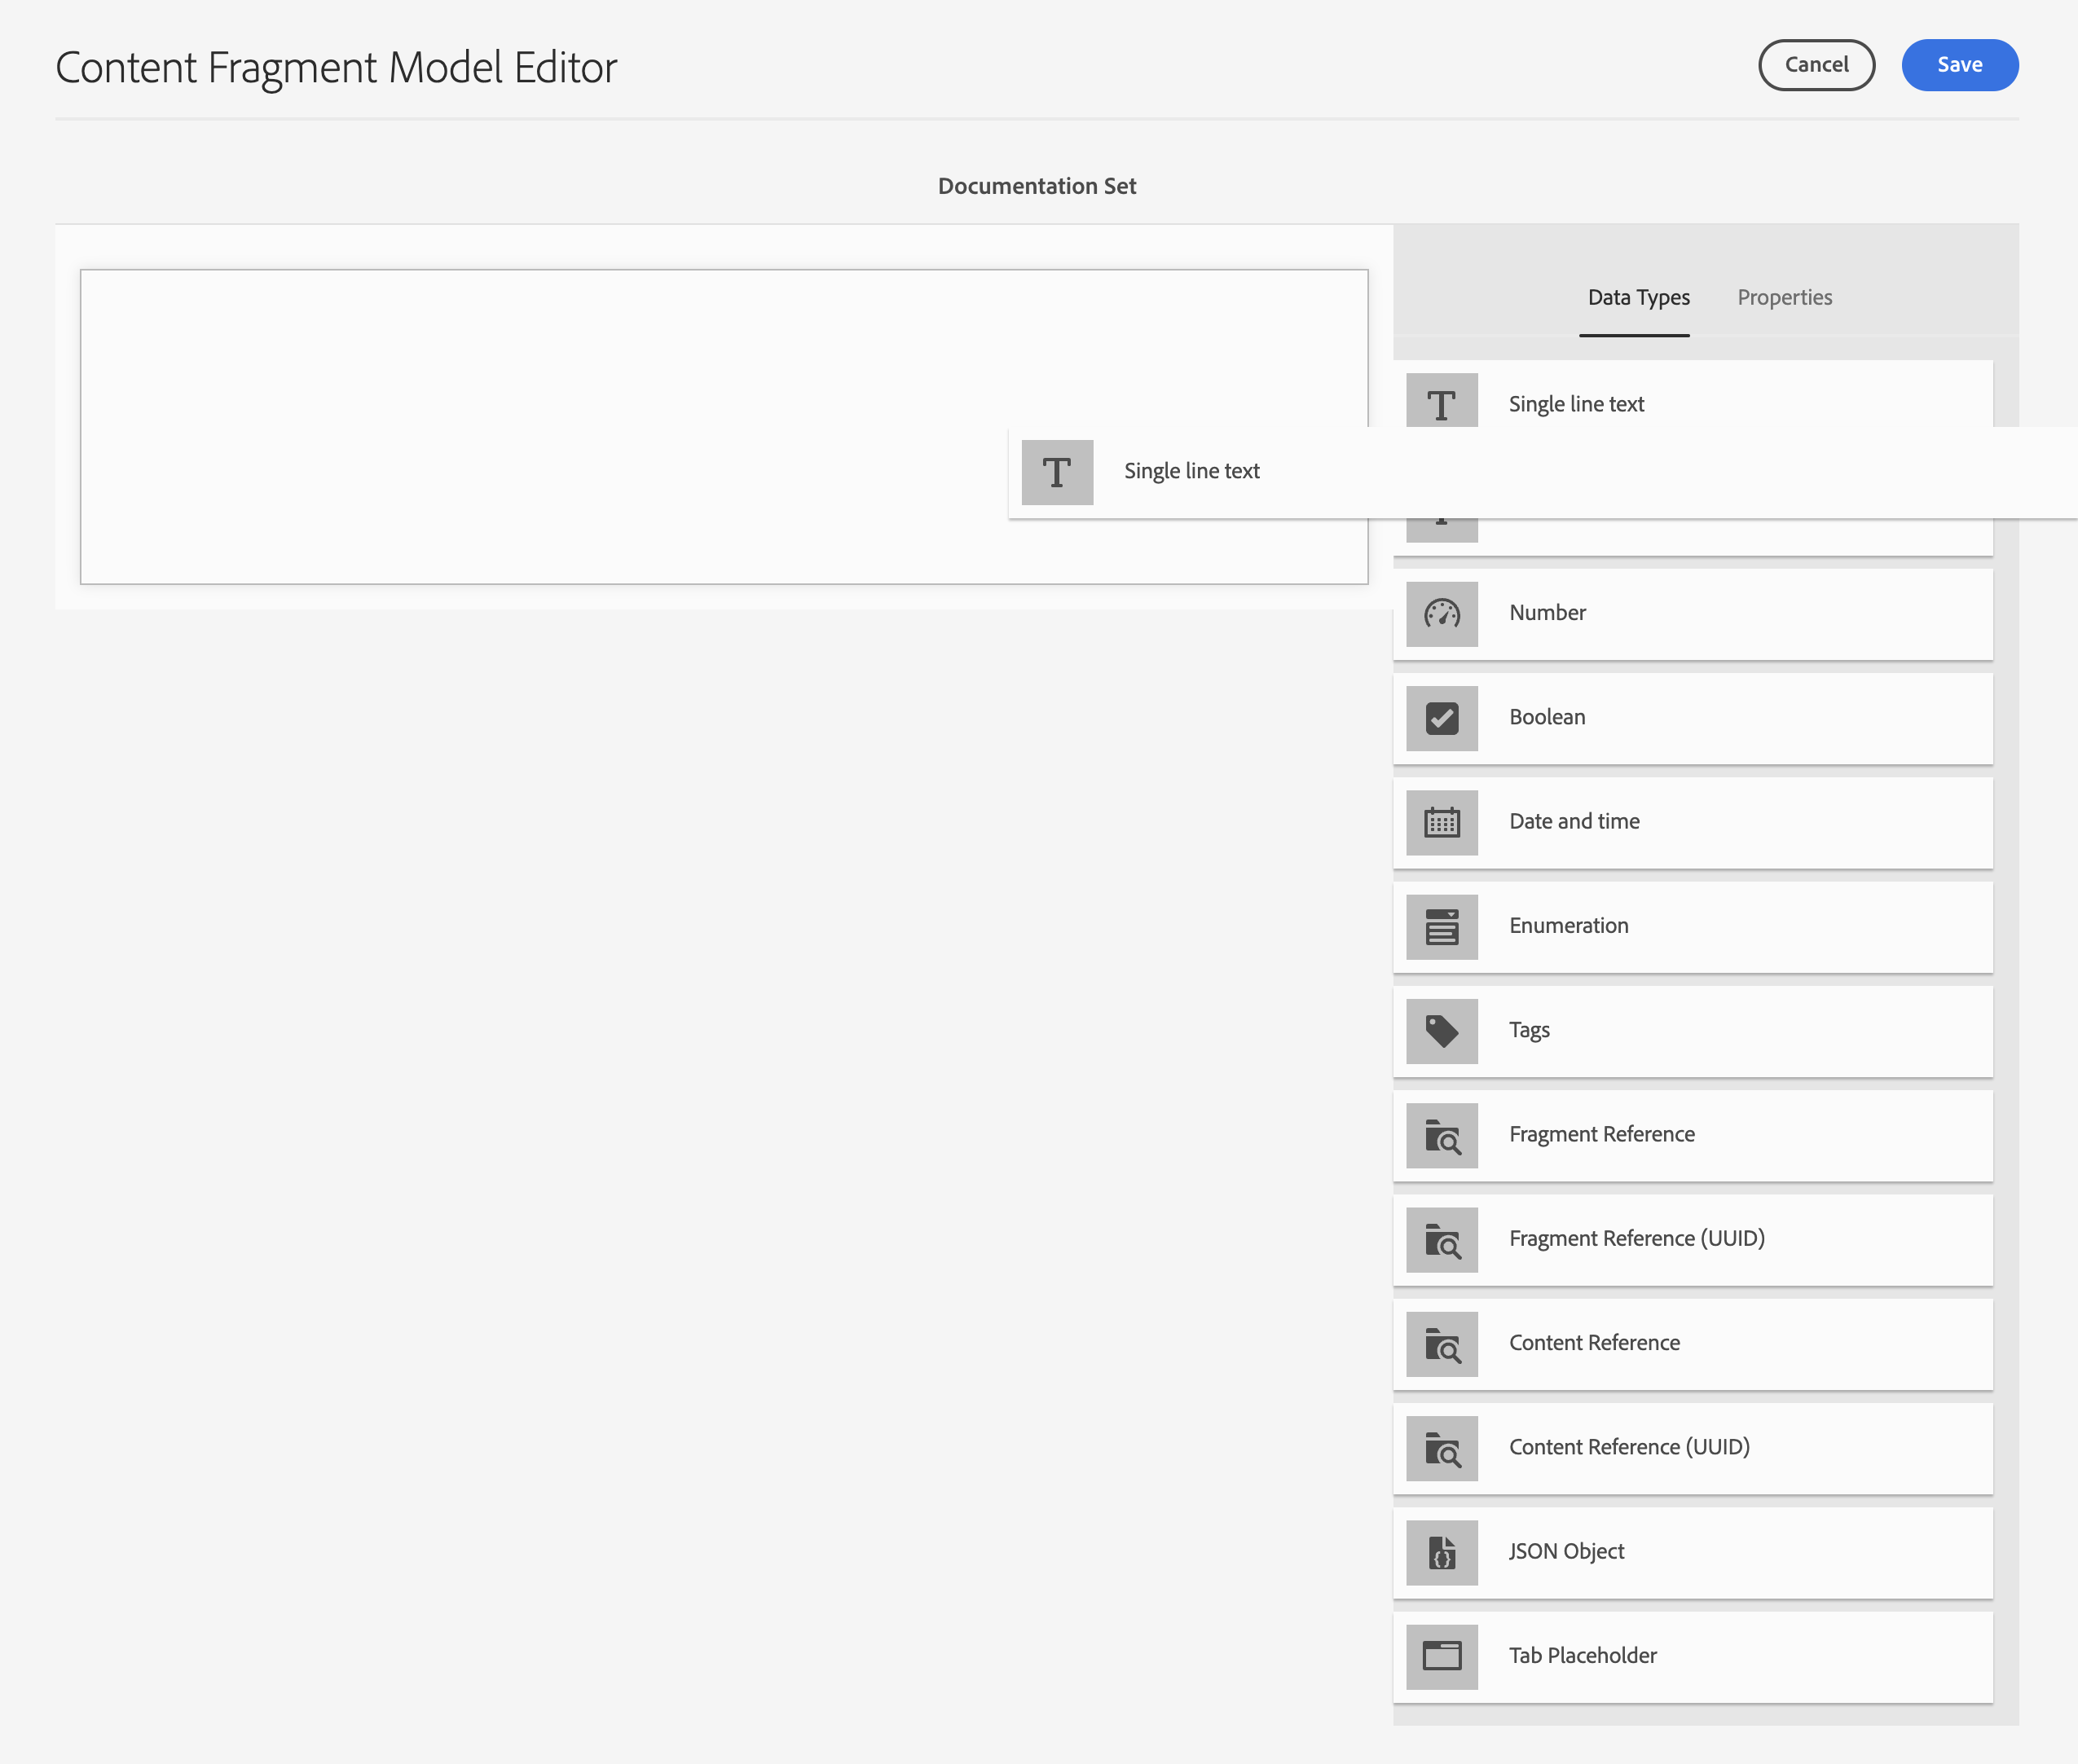 Content Fragment Model Editor
Cancel
Save
Documentation Set
Data Types
Properties
Single line text
Single line text
Number
Boolean
Date and time
Enumeration
Tags
Fragment Reference
Fragment Reference (UUID)
Content Reference
Content Reference (UUID)
JSON Object
Tab Placeholder